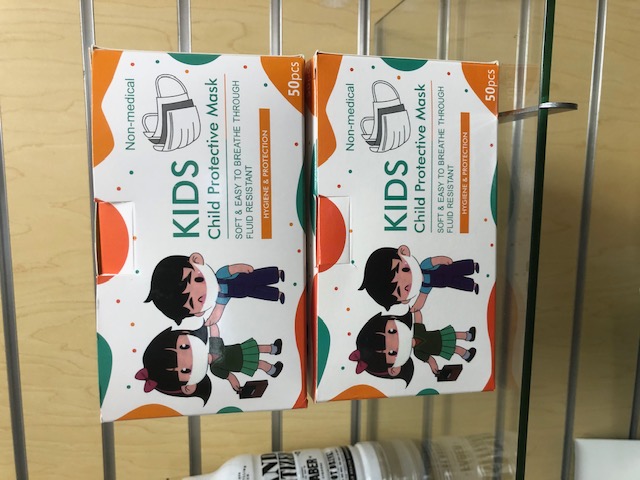 Non-medical
50pcs
KIDS
Child Protective Mask
SOFT & EASY TO BREATHE THROUGH
FLUID RESISTANT
HYGIENE & PROTECTION
Non-medical
50pcs
KIDS
Child Protective Mask
SOFT & EASY TO BREATHE THROUGH
FLUID RESISTANT
HYGIENE & PROTECTION